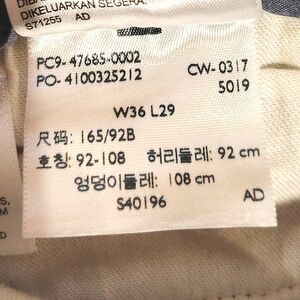 DIKELUARKAN SEGERA.
S71255 AD
PC9-47685-0002
PO-4100325212
CW-0317
5019
W36 L29
尺码: 165/92B
호칭: 92-108 허리둘레: 92 cm
엉덩이둘레: 108 cm
S40196 AD
S,
M
D